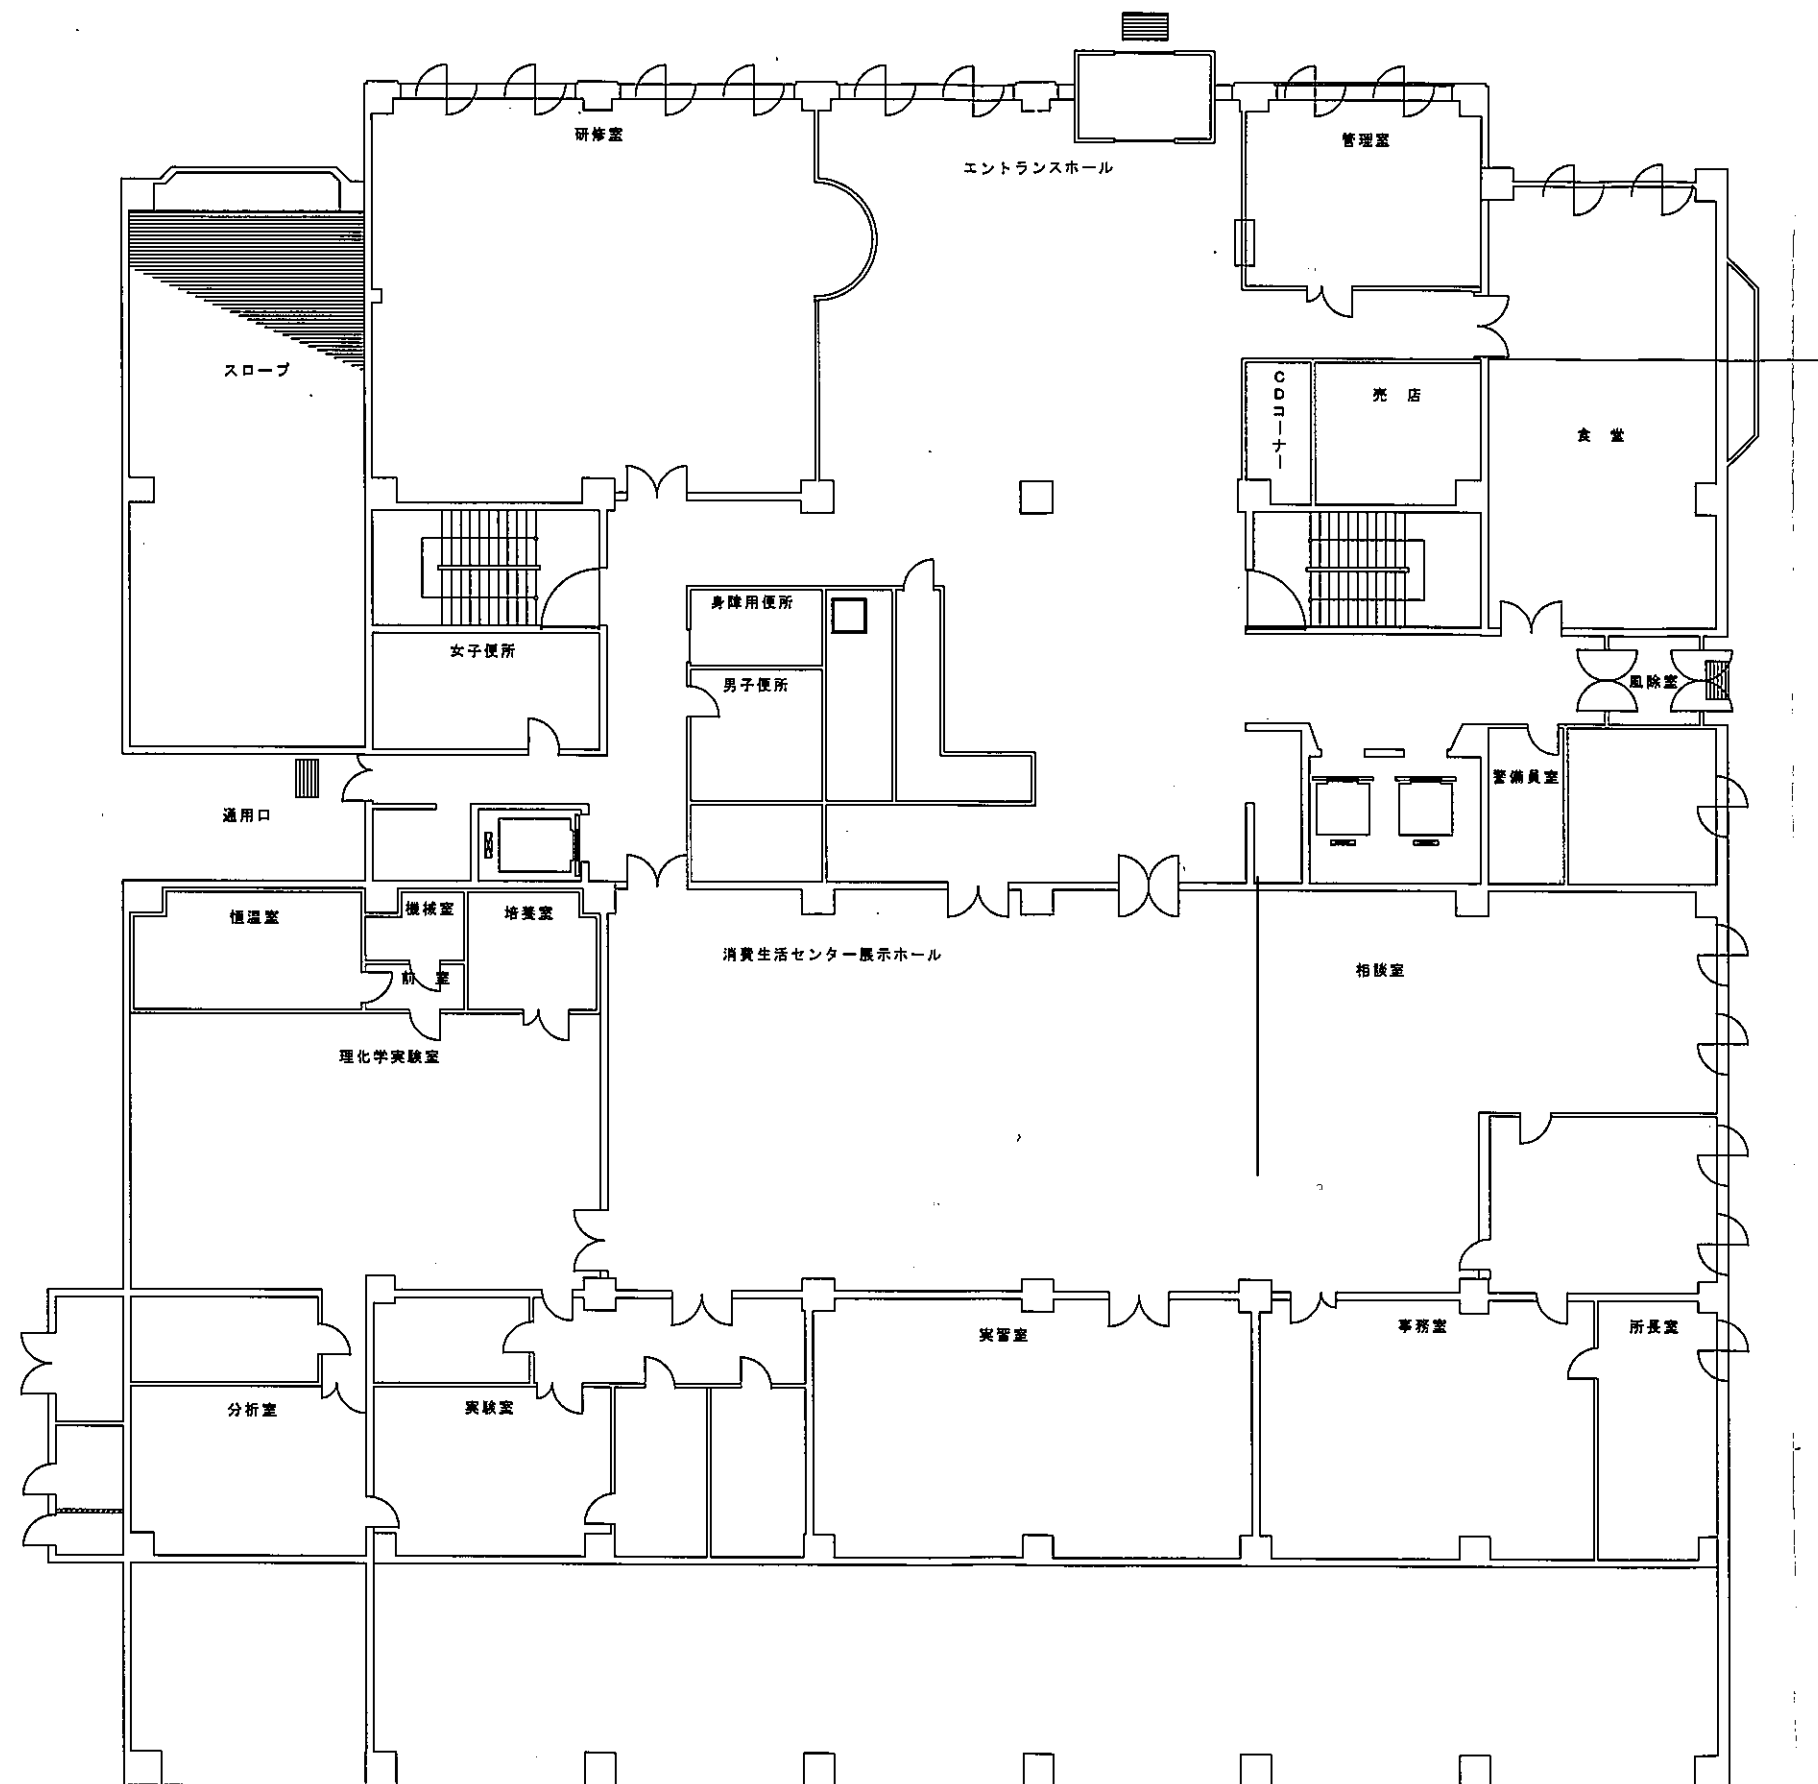 研修室
管理室
エントランスホール
スロープ
CDコーナー
売 店
食 堂
身障用便所
女子便所
男子便所
風除室
警備員室
通用口
恒温室
機械室
培養室
消費生活センター展示ホール
相談室
前 室
理化学実験室
実習室
事務室
所長室
分析室
実験室